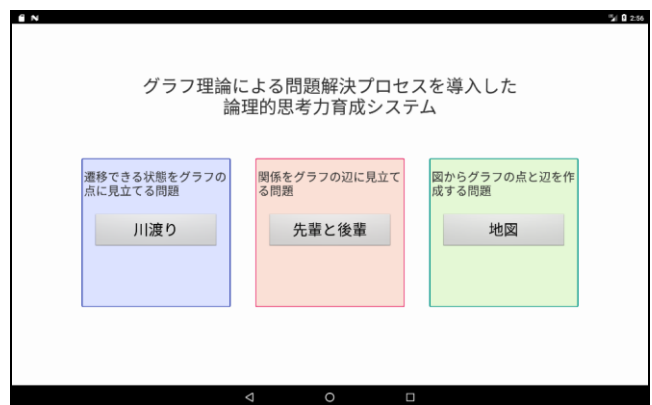 2:56
グラフ理論による問題解決プロセスを導入した
論理的思考力育成システム
遷移できる状態をグラフの
点に見立てる問題
川渡り
関係をグラフの辺に見立て
る問題
先輩と後輩
図からグラフの点と辺を作
成する問題
地図